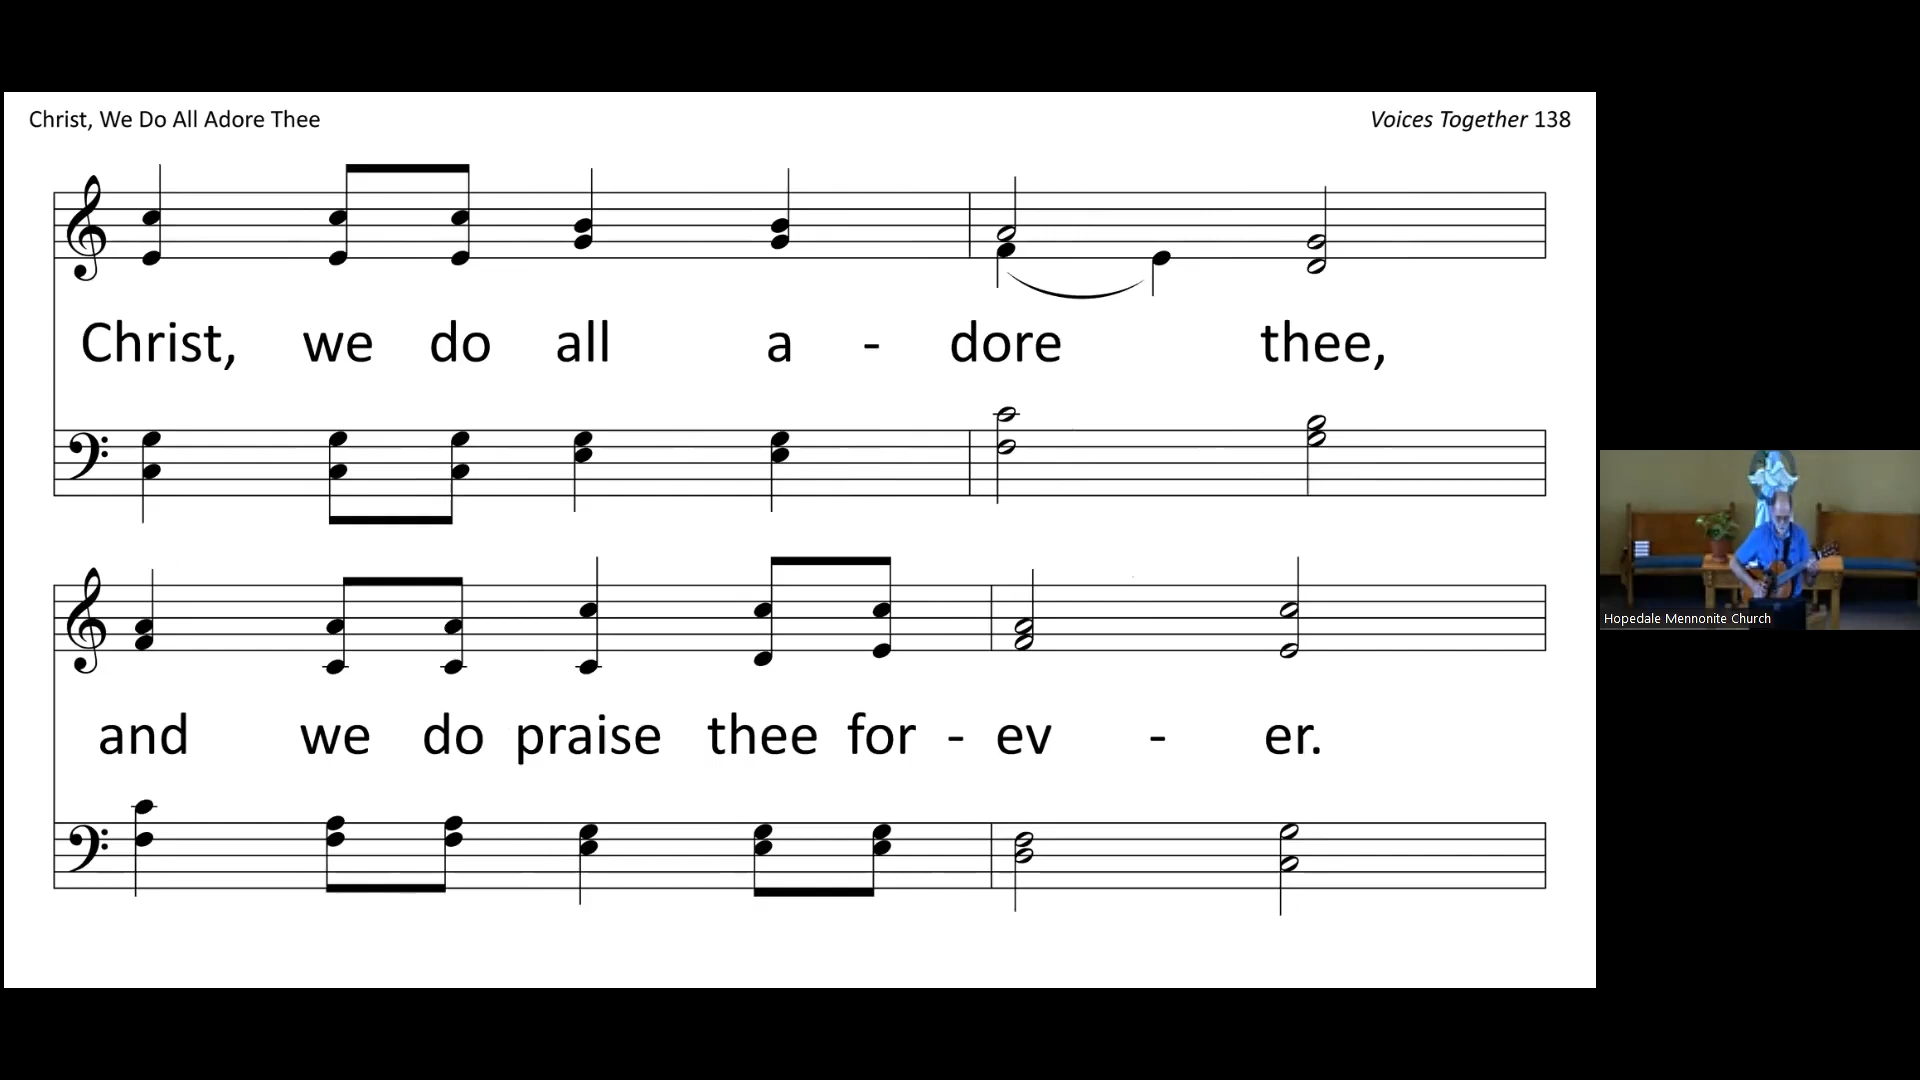 Christ, We Do All Adore Thee
Voices Together 138
Christ, we do all a - dore thee,
and we do praise thee for - ev - er.
Hopedale Mennonite Church